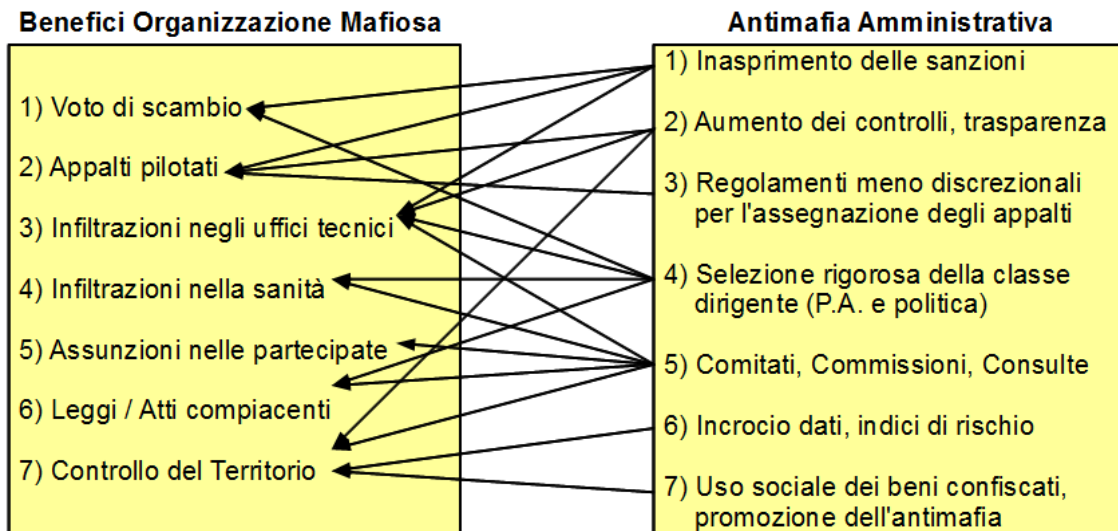 Benefici Organizzazione Mafiosa
1) Voto di scambio
2) Appalti pilotati
3) Infiltrazioni negli uffici tecnici
4) Infiltrazioni nella sanità
5) Assunzioni nelle partecipate
6) Leggi / Atti compiacenti
7) Controllo del Territorio
Antimafia Amministrativa
1) Inasprimento delle sanzioni
2) Aumento dei controlli, trasparenza
3) Regolamenti meno discrezionali
per l'assegnazione degli appalti
4) Selezione rigorosa della classe
dirigente (P.A. e politica)
5) Comitati, Commissioni, Consulte
6) Incrocio dati, indici di rischio
7) Uso sociale dei beni confiscati,
promozione dell'antimafia